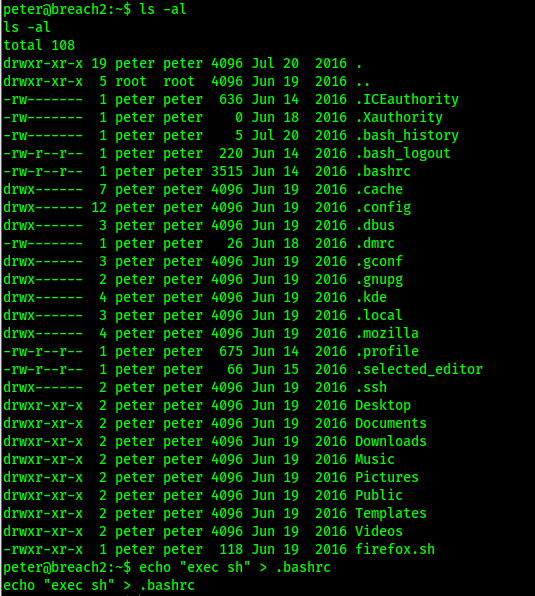 peter@breach2:~$ ls -al
ls -al
total 108
drwxr-xr-x 19 peter peter 4096 Jul 20  2016 .
drwxr-xr-x  5 root  root  4096 Jun 19  2016 ..
-rw-------  1 peter peter  636 Jun 14  2016 .ICEauthority
-rw-------  1 peter peter    0 Jun 18  2016 .Xauthority
-rw-------  1 peter peter    5 Jul 20  2016 .bash_history
-rw-r--r--  1 peter peter  220 Jun 14  2016 .bash_logout
-rw-r--r--  1 peter peter 3515 Jun 14  2016 .bashrc
drwx------  7 peter peter 4096 Jun 19  2016 .cache
drwx------ 12 peter peter 4096 Jun 19  2016 .config
drwx------  3 peter peter 4096 Jun 19  2016 .dbus
-rw-------  1 peter peter   26 Jun 18  2016 .dmrc
drwx------  3 peter peter 4096 Jun 19  2016 .gconf
drwx------  2 peter peter 4096 Jun 19  2016 .gnupg
drwx------  4 peter peter 4096 Jun 19  2016 .kde
drwx------  3 peter peter 4096 Jun 19  2016 .local
drwx------  4 peter peter 4096 Jun 19  2016 .mozilla
-rw-r--r--  1 peter peter  675 Jun 14  2016 .profile
-rw-r--r--  1 peter peter   66 Jun 15  2016 .selected_editor
drwx------  2 peter peter 4096 Jun 19  2016 .ssh
drwxr-xr-x  2 peter peter 4096 Jun 19  2016 Desktop
drwxr-xr-x  2 peter peter 4096 Jun 19  2016 Documents
drwxr-xr-x  2 peter peter 4096 Jun 19  2016 Downloads
drwxr-xr-x  2 peter peter 4096 Jun 19  2016 Music
drwxr-xr-x  2 peter peter 4096 Jun 19  2016 Pictures
drwxr-xr-x  2 peter peter 4096 Jun 19  2016 Public
drwxr-xr-x  2 peter peter 4096 Jun 19  2016 Templates
drwxr-xr-x  2 peter peter 4096 Jun 19  2016 Videos
-rwxr-xr-x  1 peter peter  118 Jun 19  2016 firefox.sh
peter@breach2:~$ echo "exec sh" > .bashrc
echo "exec sh" > .bashrc